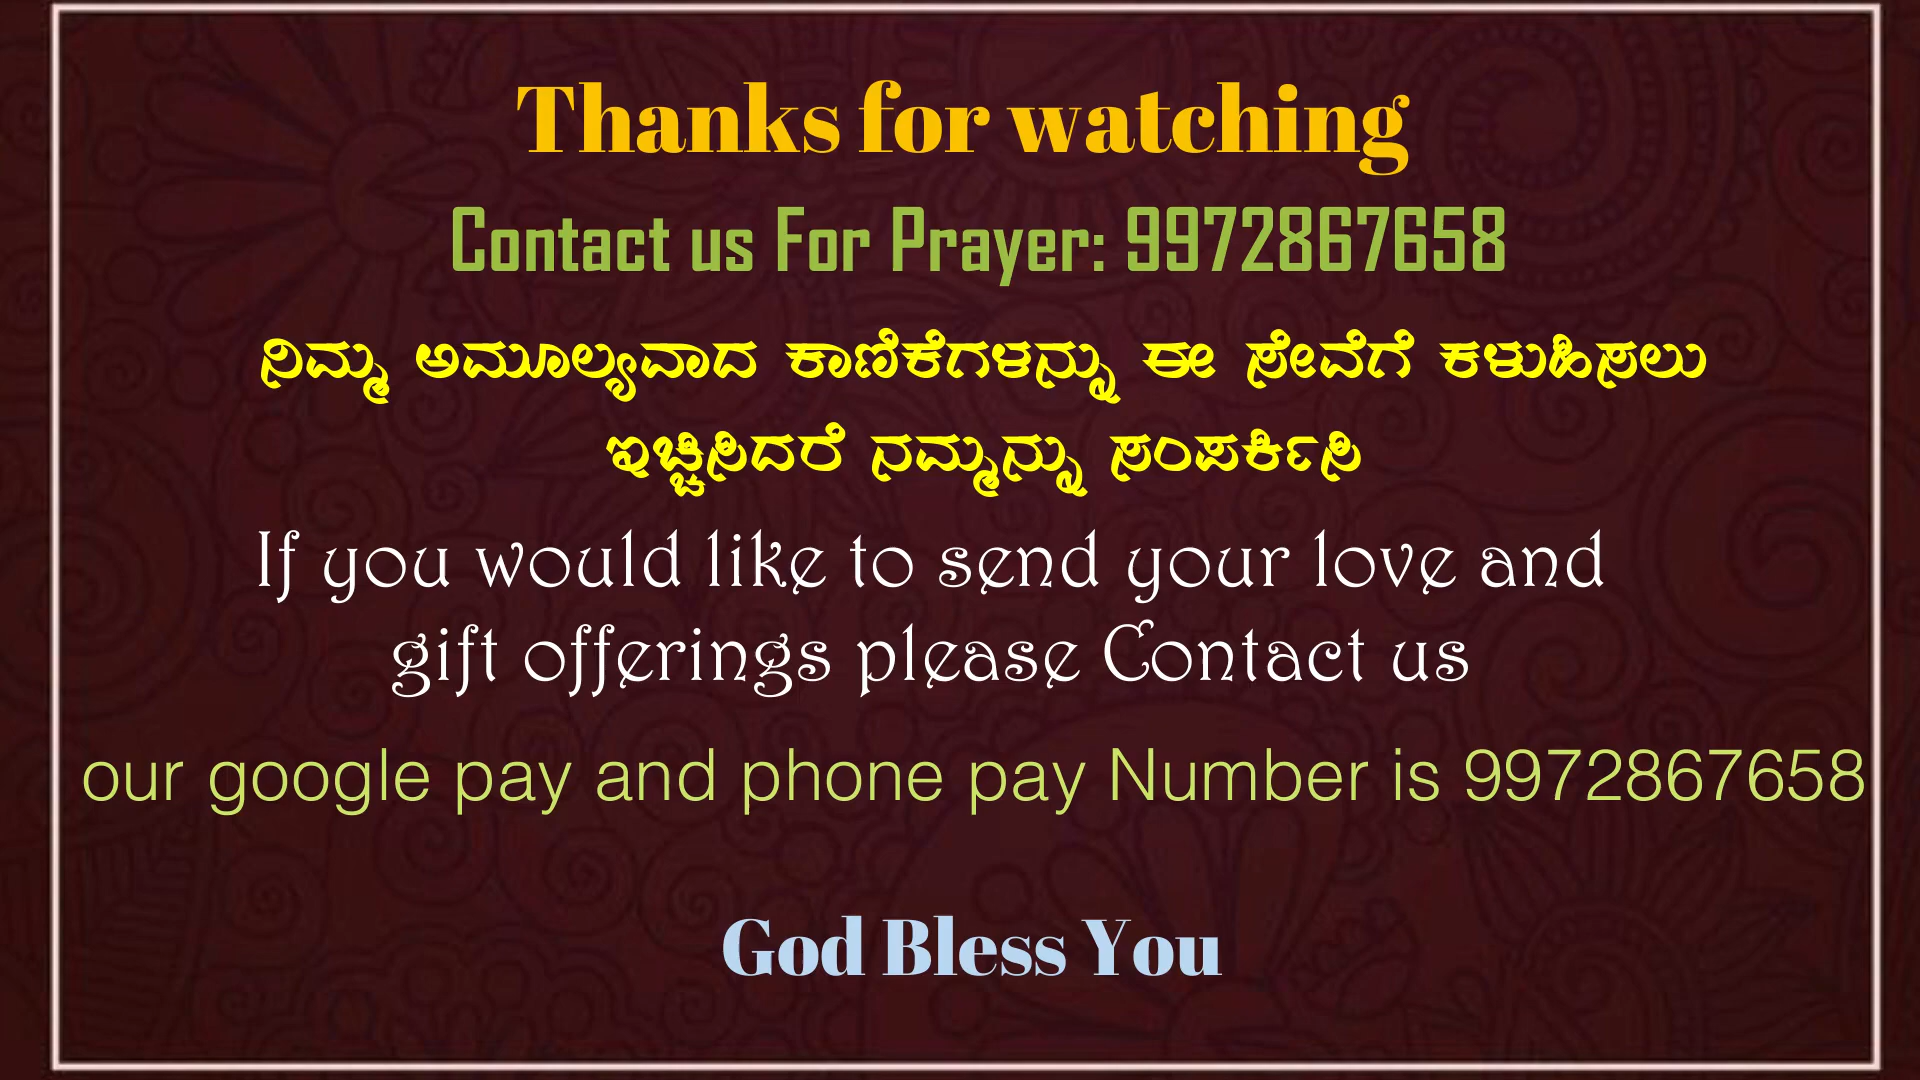 Thanks for watching
Contact us For Prayer: 9972867658
ನಿಮ್ಮ ಅಮೂಲ್ಯವಾದ ಕಾಣಿಕೆಗಳನ್ನು ಈ ಸೇವೆಗೆ ಕಳುಹಿಸಲು
ಇಚ್ಚಿಸಿದರೆ ನಮ್ಮನ್ನು ಸಂಪರ್ಕಿಸಿ
If you would like to send your love and
gift offerings please Contact us
our google pay and phone pay Number is 9972867658
God Bless You